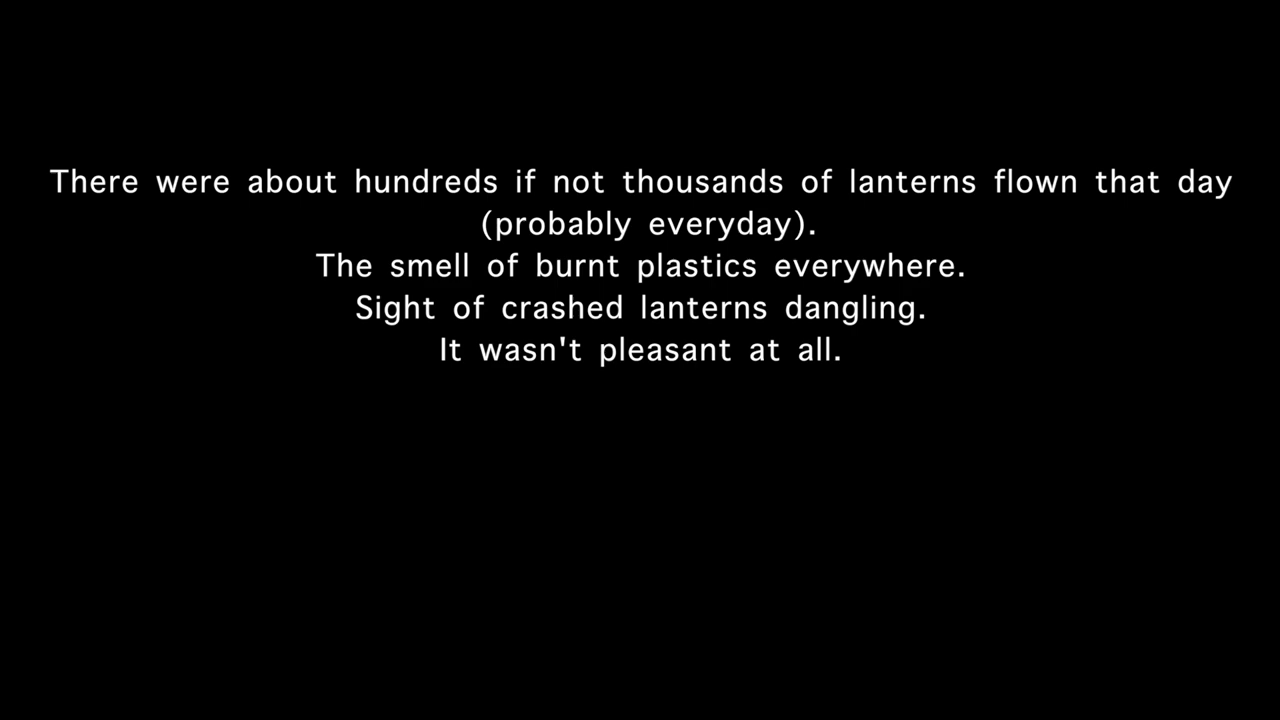 There were about hundreds if not thousands of lanterns flown that day
(probably everyday).
The smell of burnt plastics everywhere.
Sight of crashed lanterns dangling.
It wasn't pleasant at all.